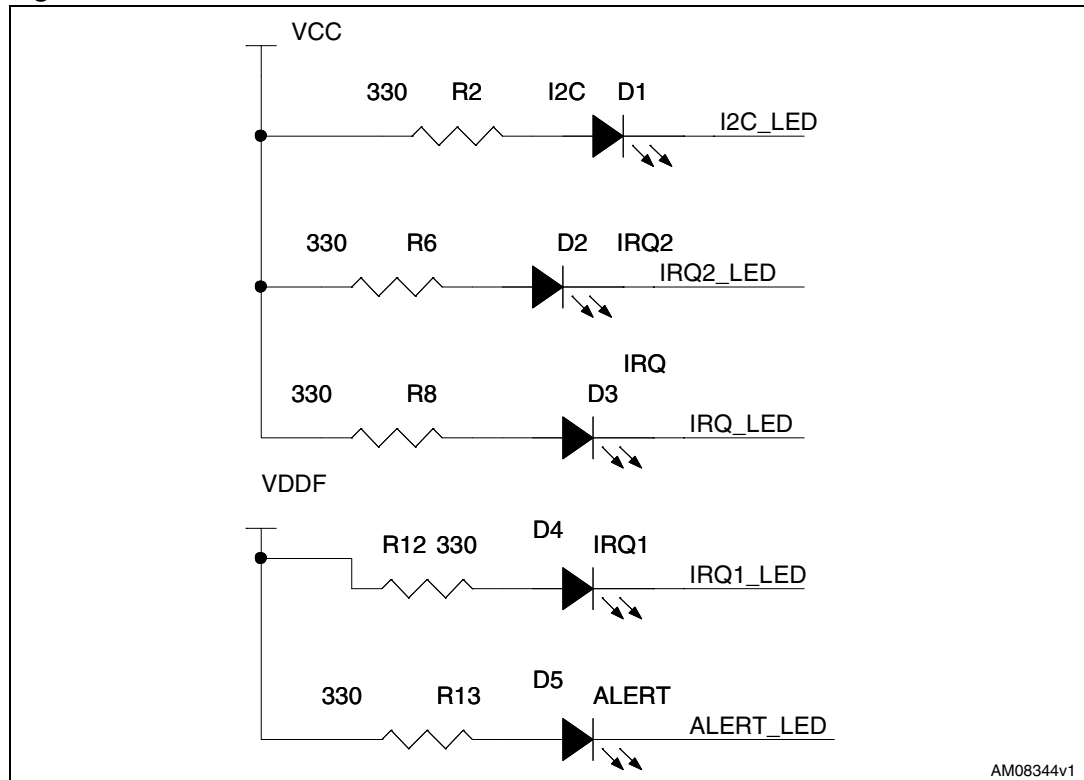 VCC
330 R2 I2C D1
I2C_LED
330 R6 D2 IRQ2
IRQ2_LED
IRQ
330 R8 D3
IRQ_LED
VDDF
D4
R12 330 IRQ1
IRQ1_LED
D5
330 R13 ALERT
ALERT_LED
AM08344v1